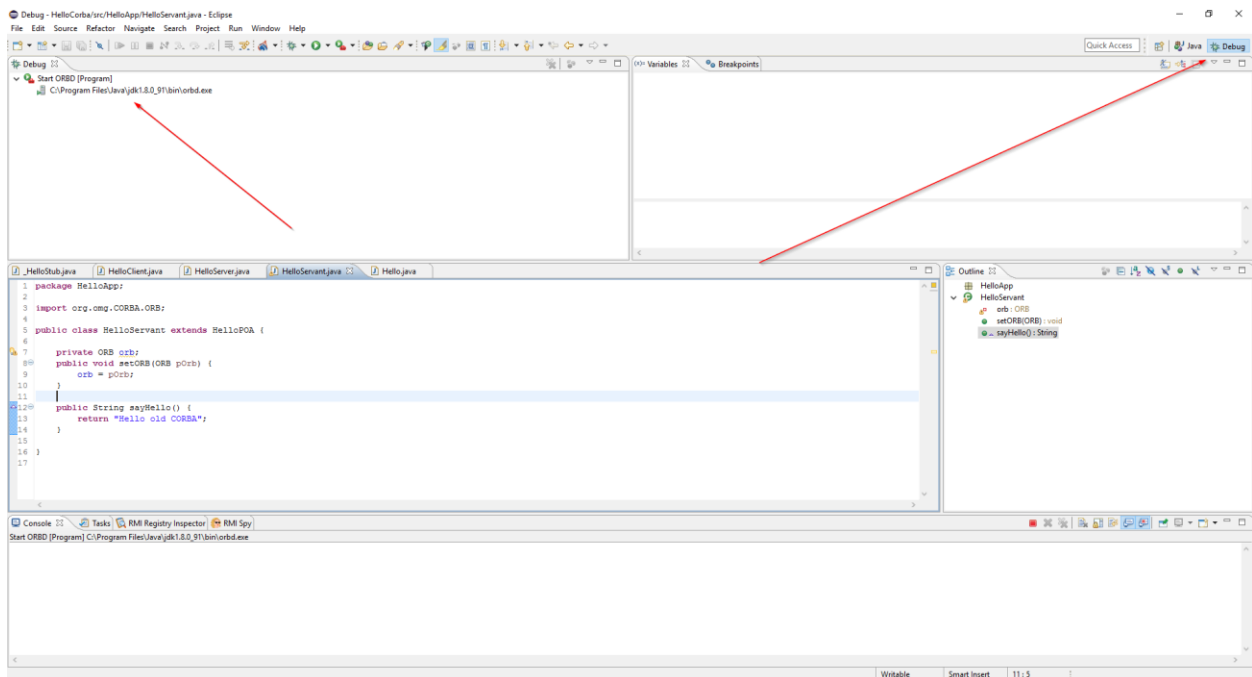 Debug - HelloCorba/src/HelloApp/HelloServant.java - Eclipse
File Edit Source Refactor Navigate Search Project Run Window Help
Quick Access Java Debug
Debug
(x)= Variables Breakpoints
Start ORBD [Program]
C:\Program Files\Java\jdk1.8.0_91\bin\orbd.exe
_HelloStub.java HelloClient.java HelloServer.java HelloServant.java Hello.java
Outline
1 package HelloApp;
2
3 import org.omg.CORBA.ORB;
4
5 public class HelloServant extends HelloPOA {
6
7 private ORB orb;
8 public void setORB(ORB pOrb) {
9 orb = pOrb;
10 }
11
12 public String sayHello() {
13 return "Hello old CORBA";
14 }
15
16 }
17
HelloApp
HelloServant
orb : ORB
setORB(ORB) : void
sayHello() : String
Console Tasks RMI Registry Inspector RMI Spy
Start ORBD [Program] C:\Program Files\Java\jdk1.8.0_91\bin\orbd.exe
Writable Smart Insert 11 : 5